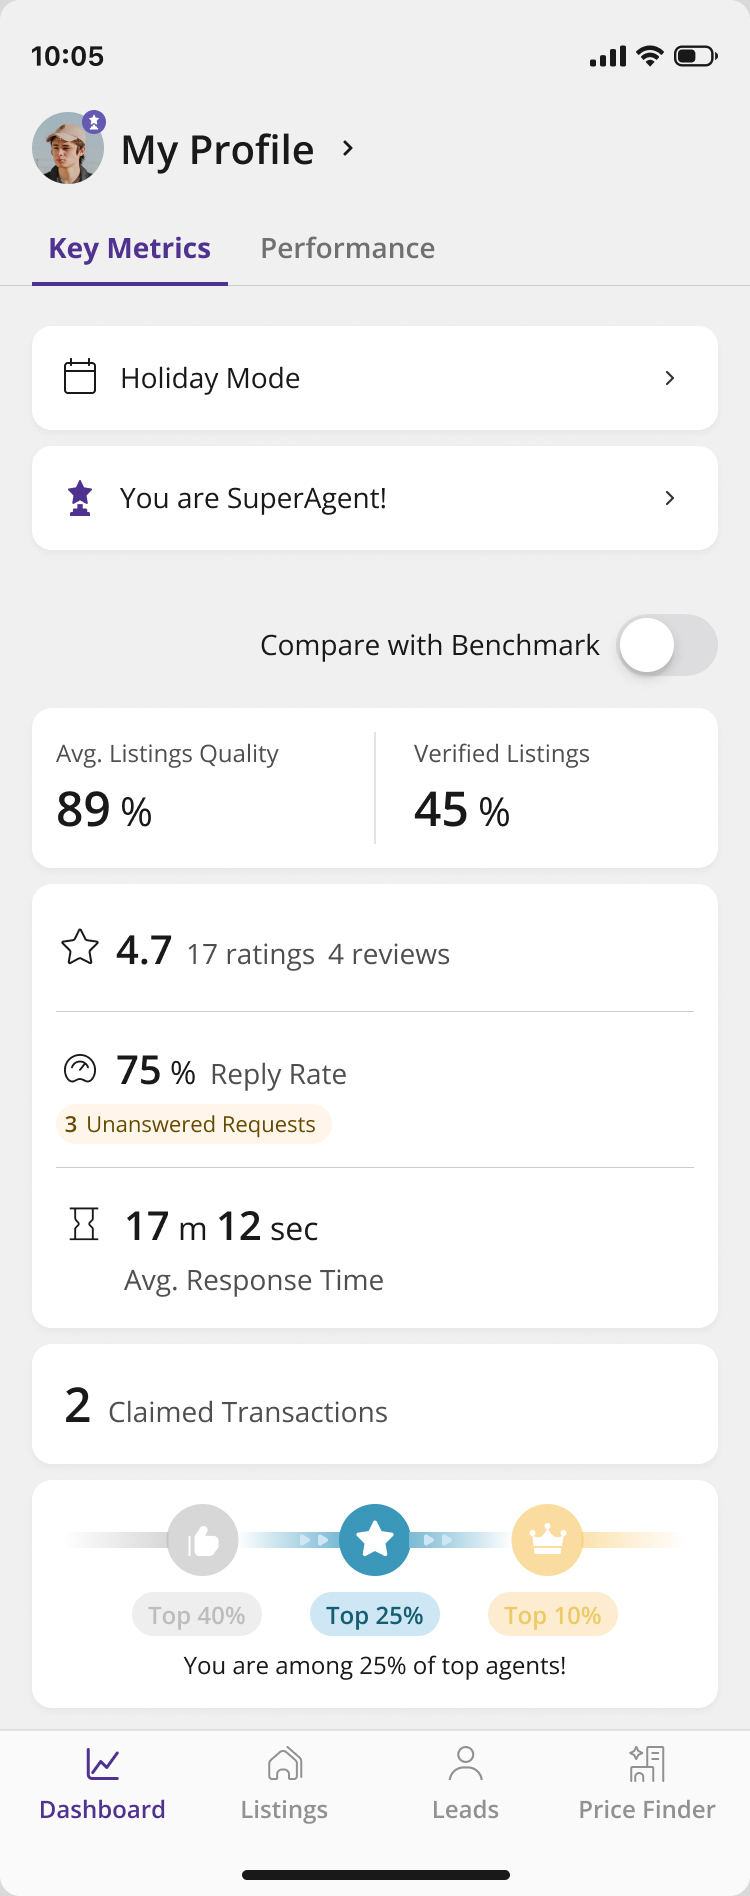 10:05
My Profile
Key Metrics Performance
Holiday Mode
You are SuperAgent!
Compare with Benchmark
Avg. Listings Quality Verified Listings
89 % 45 %
4.7 17 ratings 4 reviews
75 % Reply Rate
3 Unanswered Requests
17 m 12 sec
Avg. Response Time
2 Claimed Transactions
Top 40% Top 25% Top 10%
You are among 25% of top agents!
Dashboard Listings Leads Price Finder